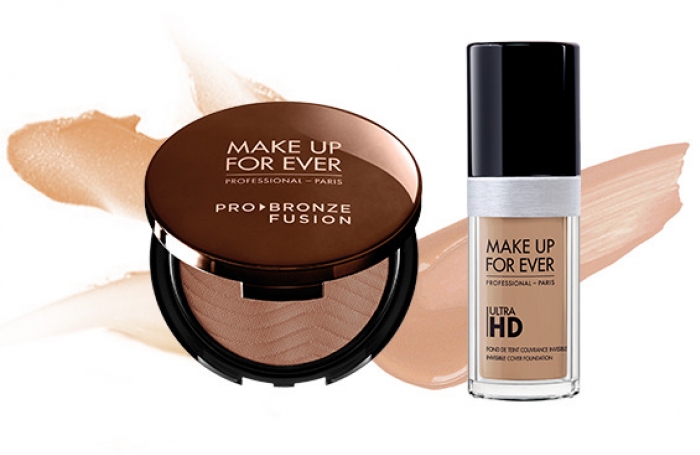 MAKE UP
FOR EVER
PROFESSIONAL – PARIS
PRO▸BRONZE
FUSION
MAKE UP
FOR EVER
PROFESSIONAL – PARIS
ULTRA
HD
FOND DE TEINT COUVRANCE INVISIBLE
INVISIBLE COVER FOUNDATION